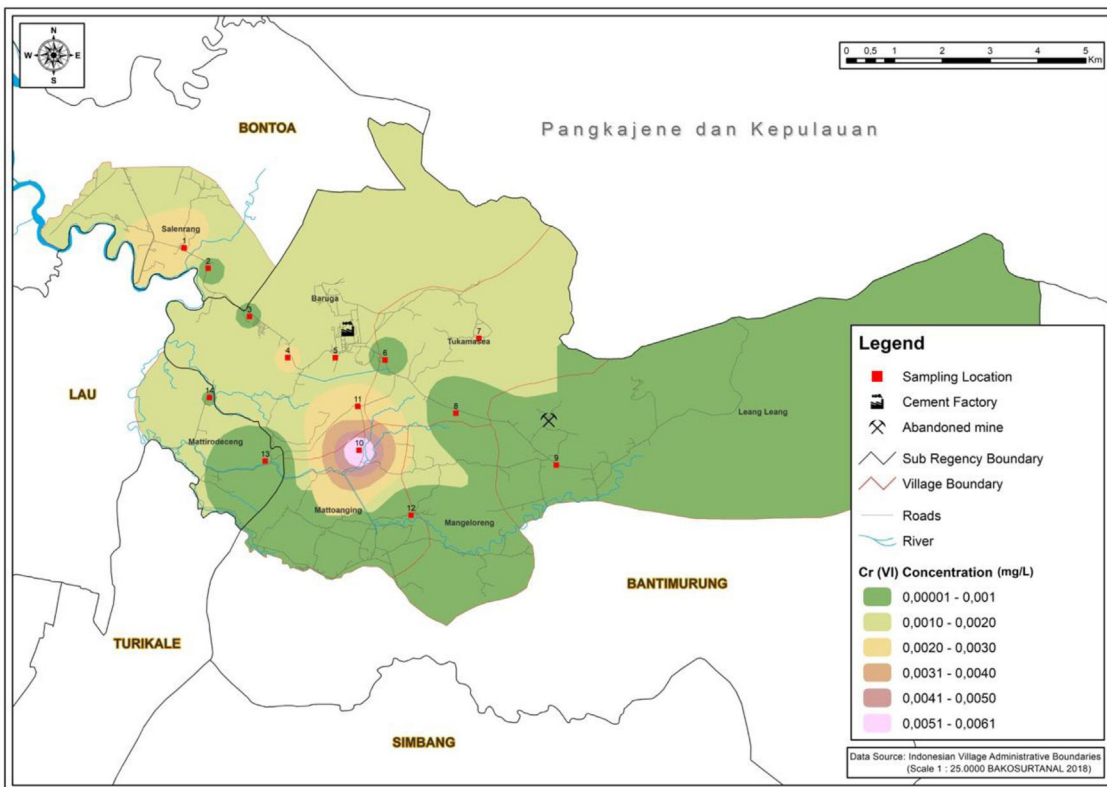 N
W E
S
0 0,5 1 2 3 4 5
Km
BONTOA
Pangkajene dan Kepulauan
Salenrang
1
2
3
Baruga
7
Tukamasea
4
5
6
LAU
14
11
8
Leang Leang
Mattirodeceng
10
13
9
Mattoanging
12
Mangeloreng
BANTIMURUNG
TURIKALE
SIMBANG
Legend
Sampling Location
Cement Factory
Abandoned mine
Sub Regency Boundary
Village Boundary
Roads
River
Cr (VI) Concentration (mg/L)
0,00001 - 0,001
0,0010 - 0,0020
0,0020 - 0,0030
0,0031 - 0,0040
0,0041 - 0,0050
0,0051 - 0,0061
Data Source: Indonesian Village Administrative Boundaries
(Scale 1 : 25.0000 BAKOSURTANAL 2018)